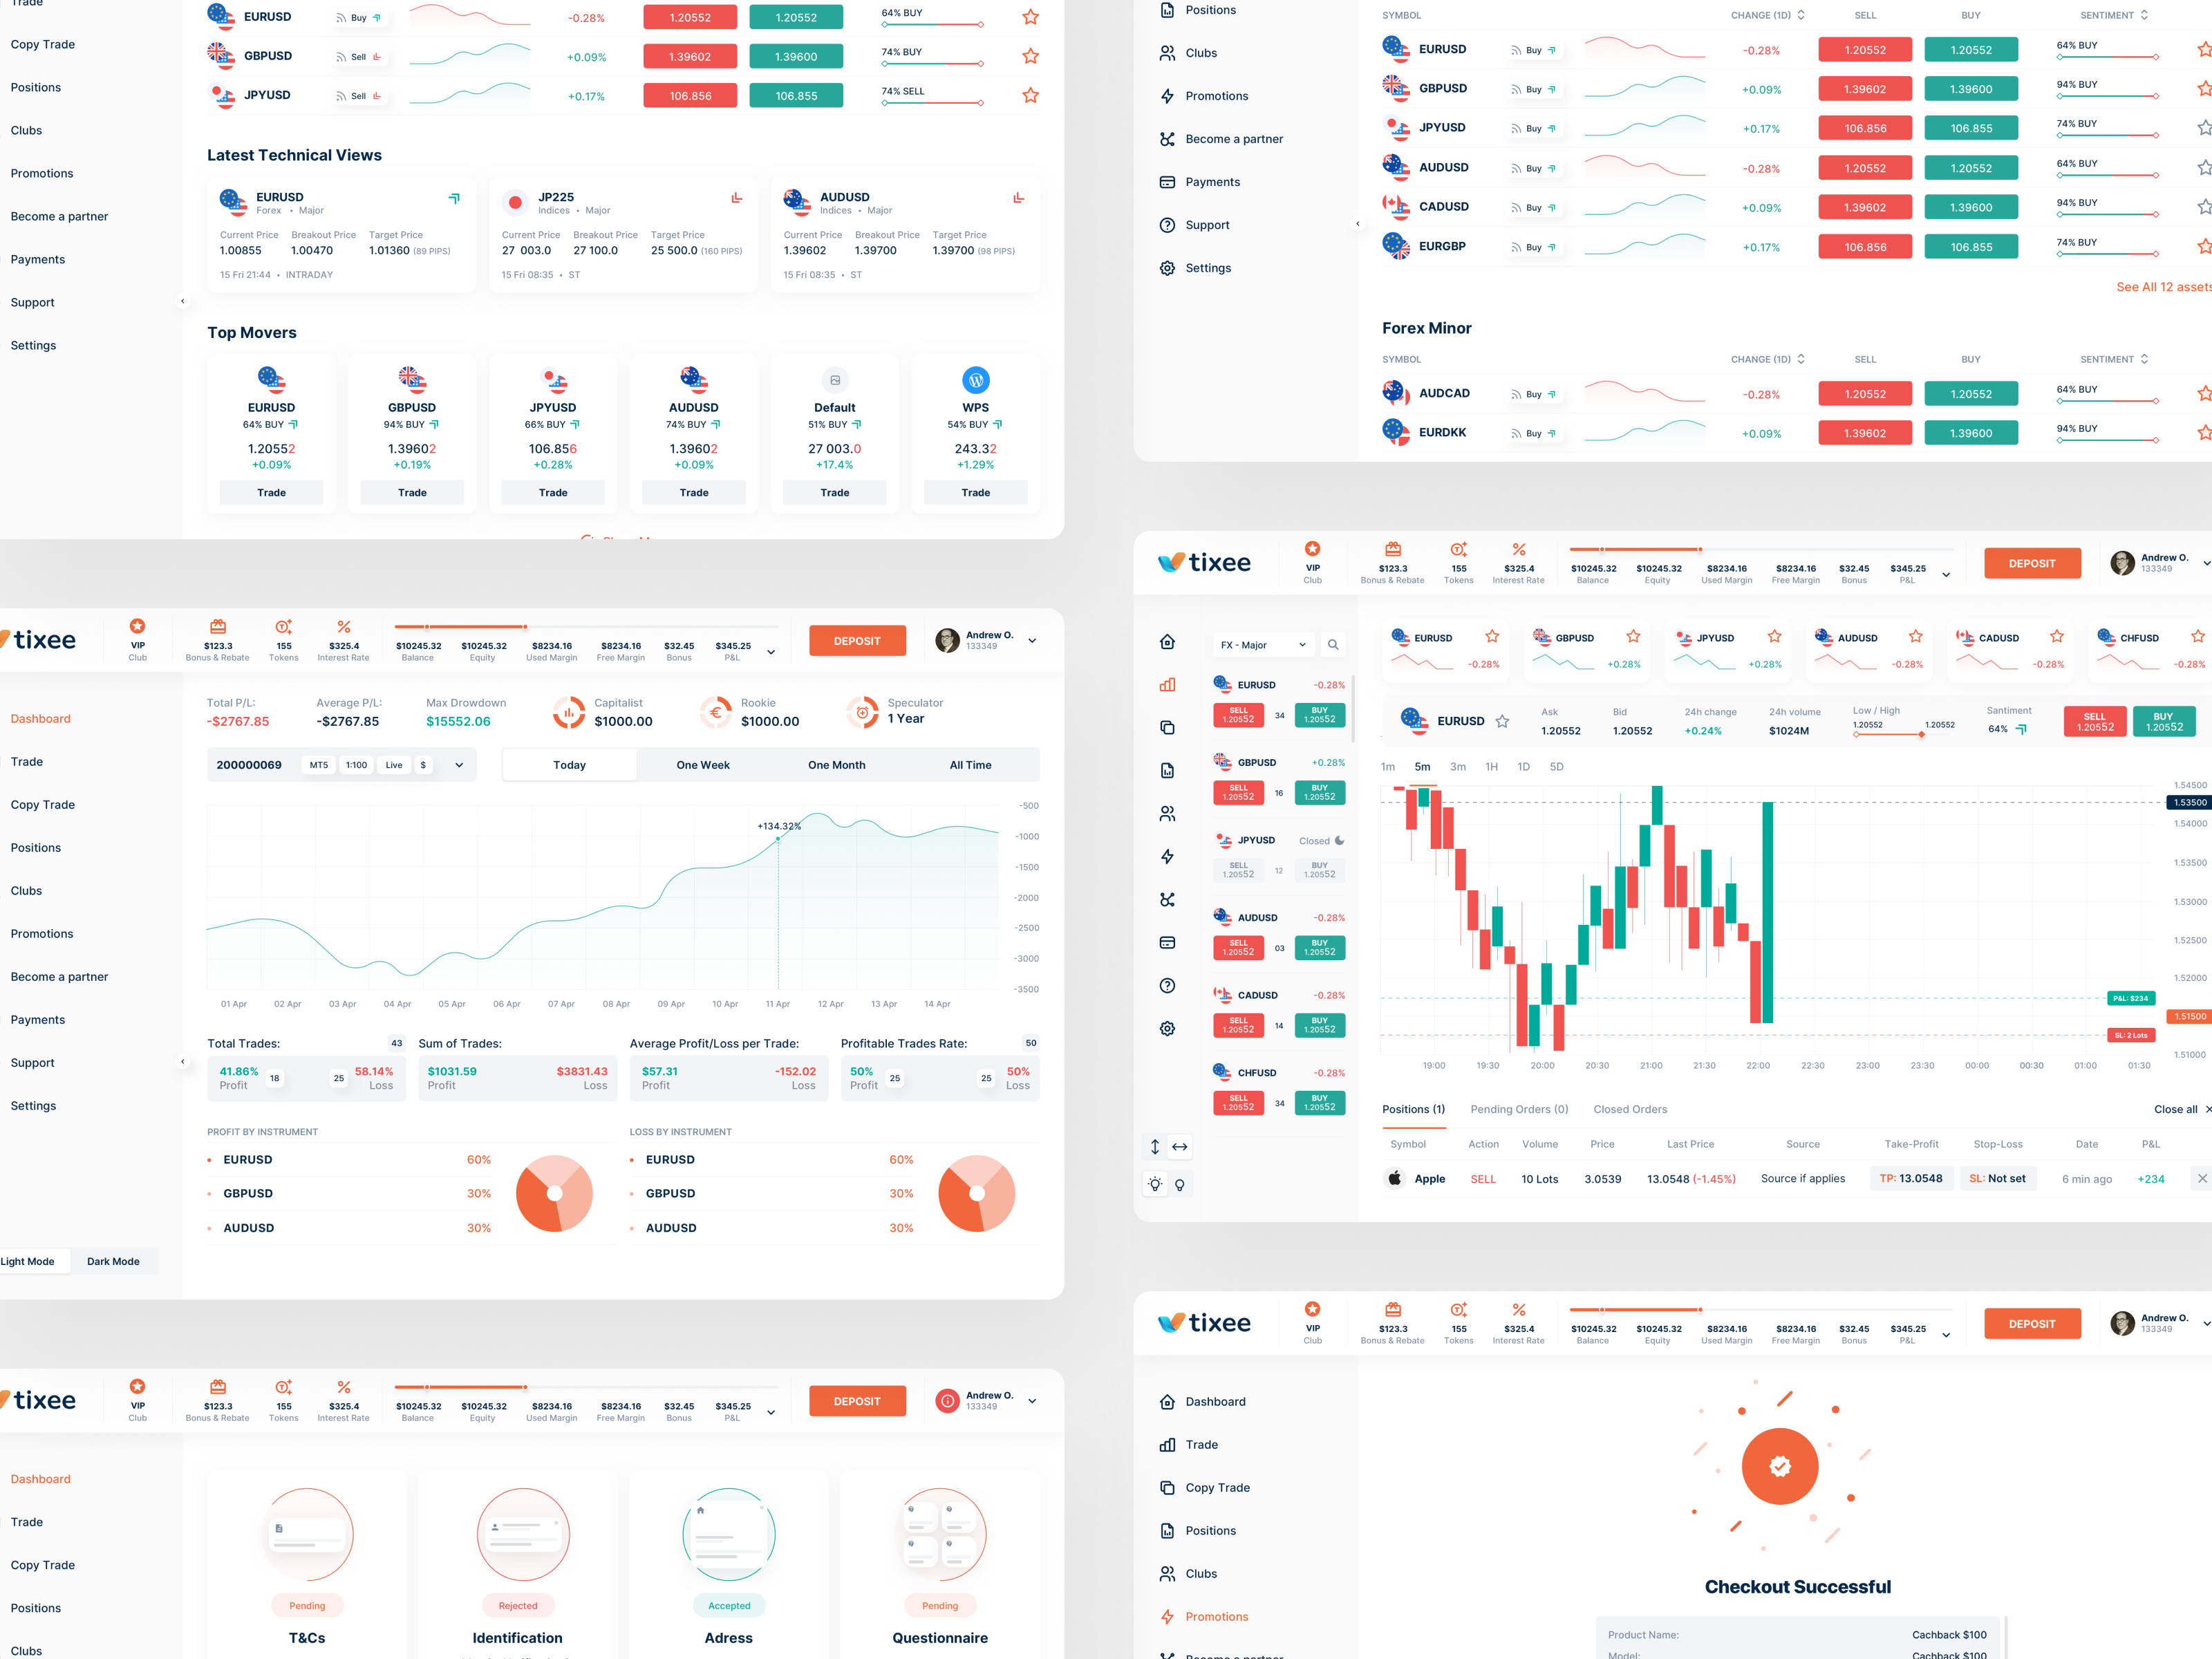 Trade
Copy Trade
Positions
Clubs
Promotions
Become a partner
Payments
Support
Settings
EURUSD Buy -0.28% 1.20552 1.20552 64% BUY
GBPUSD Sell +0.09% 1.39602 1.39600 74% BUY
JPYUSD Sell +0.17% 106.856 106.855 74% SELL
Latest Technical Views
EURUSD
Forex • Major
Current Price Breakout Price Target Price
1.00855 1.00470 1.01360 (89 PIPS)
15 Fri 21:44 • INTRADAY
JP225
Indices • Major
Current Price Breakout Price Target Price
27 003.0 27 100.0 25 500.0 (160 PIPS)
15 Fri 08:35 • ST
AUDUSD
Indices • Major
Current Price Breakout Price Target Price
1.39602 1.39700 1.39700 (98 PIPS)
15 Fri 08:35 • ST
Top Movers
EURUSD
64% BUY
1.20552
+0.09%
Trade
GBPUSD
94% BUY
1.39602
+0.19%
Trade
JPYUSD
66% BUY
106.856
+0.28%
Trade
AUDUSD
74% BUY
1.39602
+0.09%
Trade
Default
51% BUY
27 003.0
+17.4%
Trade
WPS
54% BUY
243.32
+1.29%
Trade
Positions
Clubs
Promotions
Become a partner
Payments
Support
Settings
SYMBOL CHANGE (1D) SELL BUY SENTIMENT
EURUSD Buy -0.28% 1.20552 1.20552 64% BUY
GBPUSD Buy +0.09% 1.39602 1.39600 94% BUY
JPYUSD Buy +0.17% 106.856 106.855 74% BUY
AUDUSD Buy -0.28% 1.20552 1.20552 64% BUY
CADUSD Buy +0.09% 1.39602 1.39600 94% BUY
EURGBP Buy +0.17% 106.856 106.855 74% BUY
See All 12 assets
Forex Minor
SYMBOL CHANGE (1D) SELL BUY SENTIMENT
AUDCAD Buy -0.28% 1.20552 1.20552 64% BUY
EURDKK Buy +0.09% 1.39602 1.39600 94% BUY
tixee
VIP $123.3 155 $325.4 $10245.32 $10245.32 $8234.16 $8234.16 $32.45 $345.25
Club Bonus & Rebate Tokens Interest Rate Balance Equity Used Margin Free Margin Bonus P&L
DEPOSIT
Andrew O.
133349
Dashboard
Trade
Copy Trade
Positions
Clubs
Promotions
Become a partner
Payments
Support
Settings
Light Mode Dark Mode
Total P/L: Average P/L: Max Drowdown Capitalist Rookie Speculator
-$2767.85 -$2767.85 $15552.06 $1000.00 $1000.00 1 Year
200000069 MT5 1:100 Live $
Today One Week One Month All Time
+134.32%
-500
-1000
-1500
-2000
-2500
-3000
-3500
01 Apr 02 Apr 03 Apr 04 Apr 05 Apr 06 Apr 07 Apr 08 Apr 09 Apr 10 Apr 11 Apr 12 Apr 13 Apr 14 Apr
Total Trades: 43 Sum of Trades: Average Profit/Loss per Trade: Profitable Trades Rate: 50
41.86% 18 25 58.14% $1031.59 $3831.43 $57.31 -152.02 50% 25 25 50%
Profit Loss Profit Loss Profit Loss Profit Loss
PROFIT BY INSTRUMENT
EURUSD 60%
GBPUSD 30%
AUDUSD 30%
LOSS BY INSTRUMENT
EURUSD 60%
GBPUSD 30%
AUDUSD 30%
tixee
VIP $123.3 155 $325.4 $10245.32 $10245.32 $8234.16 $8234.16 $32.45 $345.25
Club Bonus & Rebate Tokens Interest Rate Balance Equity Used Margin Free Margin Bonus P&L
DEPOSIT
Andrew O.
133349
FX - Major
EURUSD -0.28%
SELL 1.20552 34 BUY 1.20552
GBPUSD +0.28%
SELL 1.20552 16 BUY 1.20552
JPYUSD Closed
SELL 1.20552 12 BUY 1.20552
AUDUSD -0.28%
SELL 1.20552 03 BUY 1.20552
CADUSD -0.28%
SELL 1.20552 14 BUY 1.20552
CHFUSD -0.28%
SELL 1.20552 34 BUY 1.20552
EURUSD GBPUSD JPYUSD AUDUSD CADUSD CHFUSD
-0.28% +0.28% +0.28% -0.28% -0.28% -0.28%
EURUSD
Ask Bid 24h change 24h volume Low / High Santiment
1.20552 1.20552 +0.24% $1024M 1.20552 1.20552 64%
SELL 1.20552 BUY 1.20552
1m 5m 3m 1H 1D 5D
1.54500
1.53500
1.54000
1.53500
1.53000
1.52500
1.52000
P&L: $234
1.51500
SL: 2 Lots
1.51000
19:00 19:30 20:00 20:30 21:00 21:30 22:00 22:30 23:00 23:30 00:00 00:30 01:00 01:30
Positions (1) Pending Orders (0) Closed Orders Close all
Symbol Action Volume Price Last Price Source Take-Profit Stop-Loss Date P&L
Apple SELL 10 Lots 3.0539 13.0548 (-1.45%) Source if applies TP: 13.0548 SL: Not set 6 min ago +234
tixee
VIP $123.3 155 $325.4 $10245.32 $10245.32 $8234.16 $8234.16 $32.45 $345.25
Club Bonus & Rebate Tokens Interest Rate Balance Equity Used Margin Free Margin Bonus P&L
DEPOSIT
Andrew O.
133349
Dashboard
Trade
Copy Trade
Positions
Clubs
Pending
T&Cs
Rejected
Identification
Accepted
Adress
Pending
Questionnaire
tixee
VIP $123.3 155 $325.4 $10245.32 $10245.32 $8234.16 $8234.16 $32.45 $345.25
Club Bonus & Rebate Tokens Interest Rate Balance Equity Used Margin Free Margin Bonus P&L
DEPOSIT
Andrew O.
133349
Dashboard
Trade
Copy Trade
Positions
Clubs
Promotions
Become a partner
Checkout Successful
Product Name: Cachback $100
Model: Cachback $100